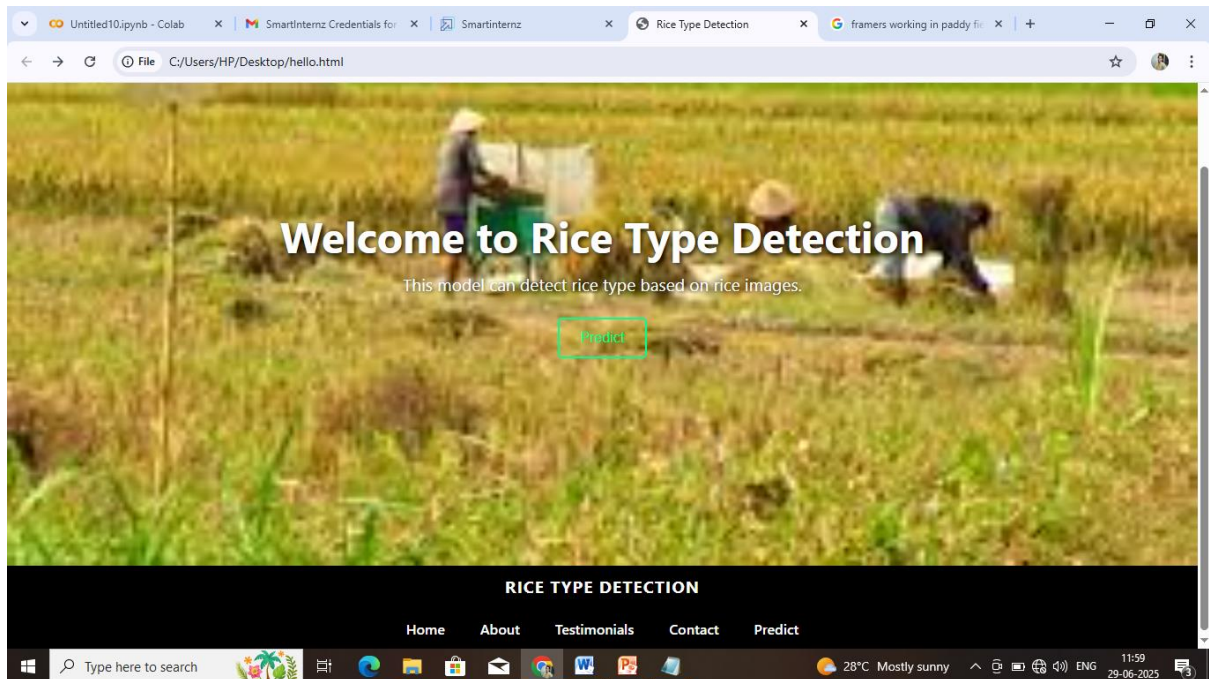 Untitled10.ipynb - Colab
SmartInternz Credentials for
Smartinternz
Rice Type Detection
framers working in paddy fie
File
C:/Users/HP/Desktop/hello.html
Welcome to Rice Type Detection
This model can detect rice type based on rice images.
Predict
RICE TYPE DETECTION
Home About Testimonials Contact Predict
Type here to search
28°C Mostly sunny
ENG
11:59
29-06-2025
3